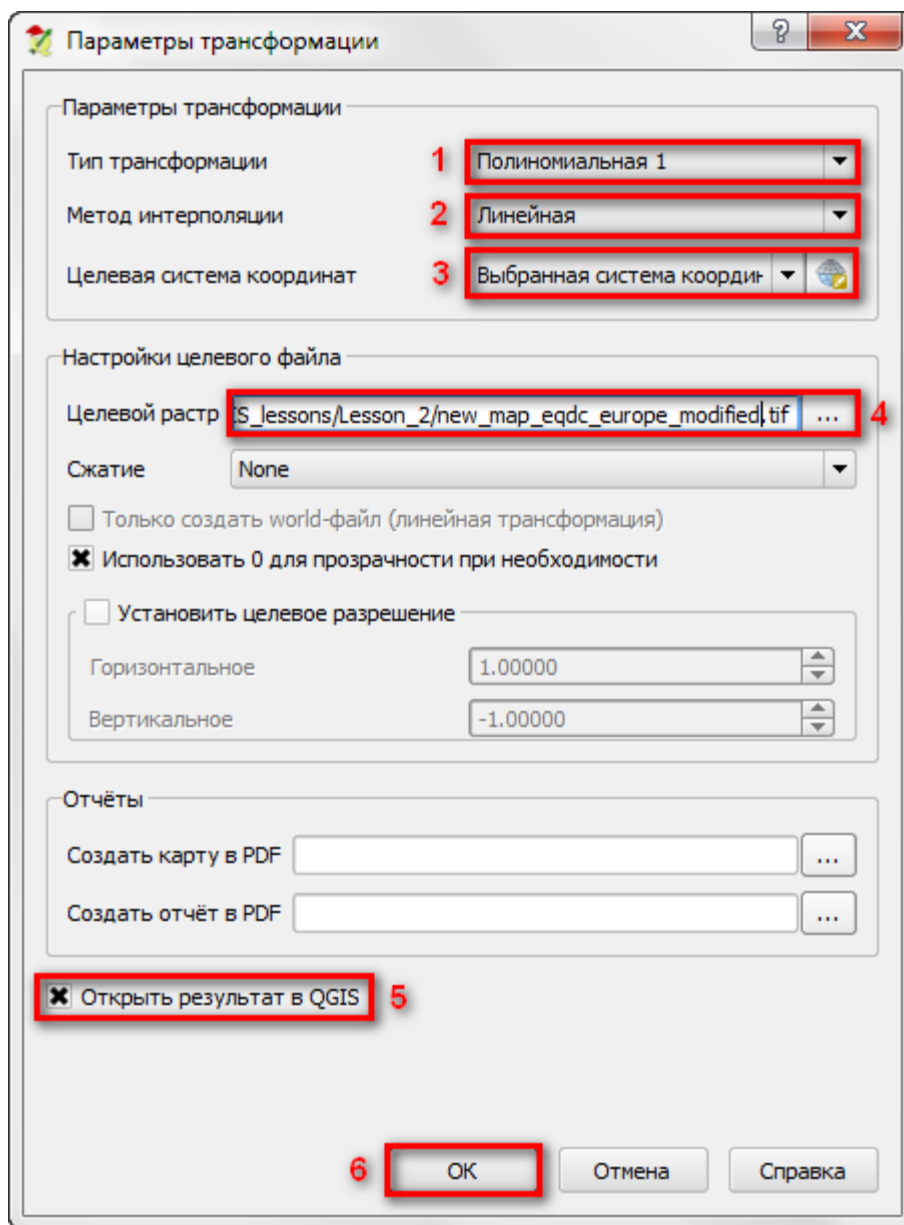 Параметры трансформации
Параметры трансформации
Тип трансформации 1 Полиномиальная 1
Метод интерполяции 2 Линейная
Целевая система координат 3 Выбранная система координ
Настройки целевого файла
Целевой растр S_lessons/Lesson_2/new_map_eqdc_europe_modified.tif ... 4
Сжатие None
Только создать world-файл (линейная трансформация)
Использовать 0 для прозрачности при необходимости
Установить целевое разрешение
Горизонтальное 1.00000
Вертикальное -1.00000
Отчёты
Создать карту в PDF ...
Создать отчёт в PDF ...
Открыть результат в QGIS 5
6 ОК Отмена Справка